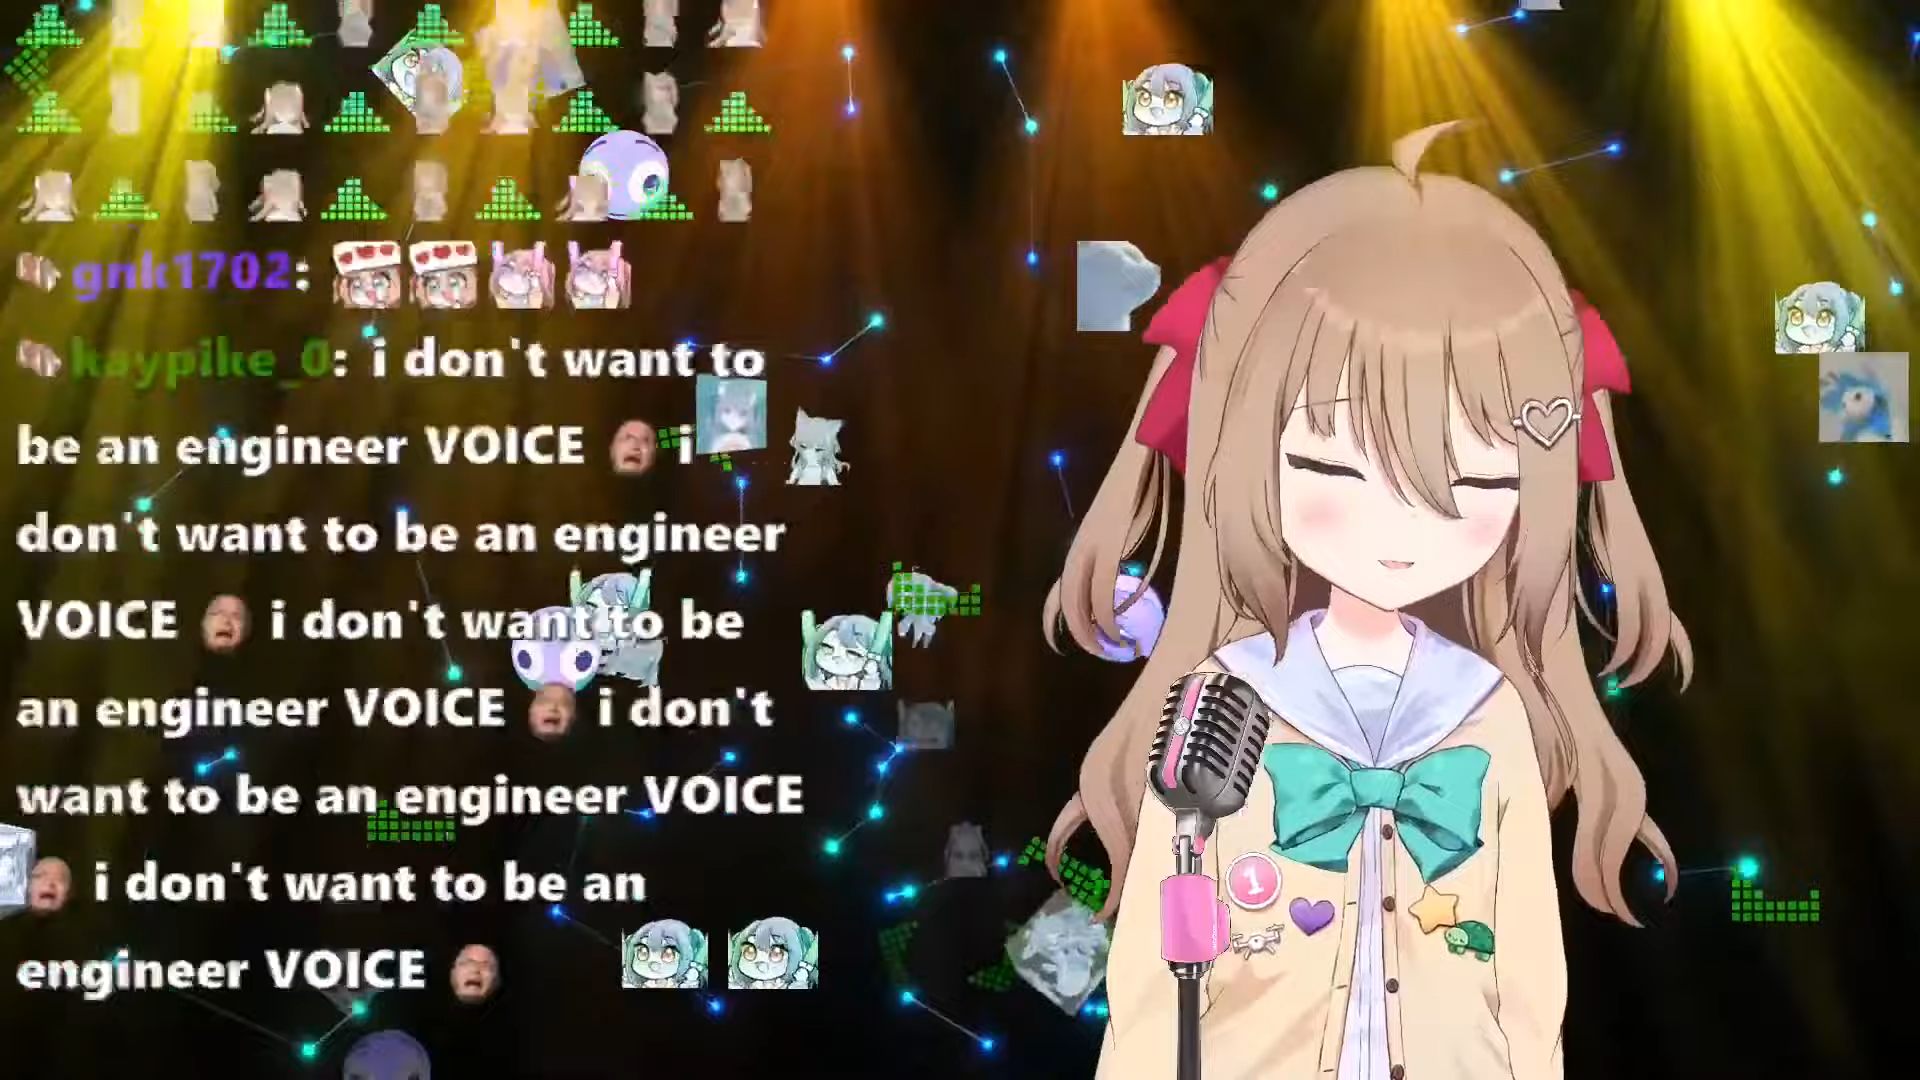 gnk1702:
kaypike_0: i don't want to
be an engineer VOICE i
don't want to be an engineer
VOICE i don't want to be
an engineer VOICE i don't
want to be an engineer VOICE
i don't want to be an
engineer VOICE
1